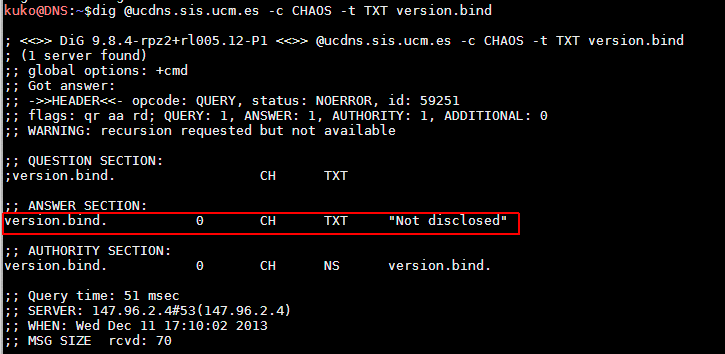 kuko@DNS:~$dig @ucdns.sis.ucm.es -c CHAOS -t TXT version.bind
; <<>> DiG 9.8.4-rpz2+rl005.12-P1 <<>> @ucdns.sis.ucm.es -c CHAOS -t TXT version.bind
; (1 server found)
;; global options: +cmd
;; Got answer:
;; ->>HEADER<<- opcode: QUERY, status: NOERROR, id: 59251
;; flags: qr aa rd; QUERY: 1, ANSWER: 1, AUTHORITY: 1, ADDITIONAL: 0
;; WARNING: recursion requested but not available
;; QUESTION SECTION:
;version.bind. CH TXT
;; ANSWER SECTION:
version.bind. 0 CH TXT "Not disclosed"
;; AUTHORITY SECTION:
version.bind. 0 CH NS version.bind.
;; Query time: 51 msec
;; SERVER: 147.96.2.4#53(147.96.2.4)
;; WHEN: Wed Dec 11 17:10:02 2013
;; MSG SIZE rcvd: 70